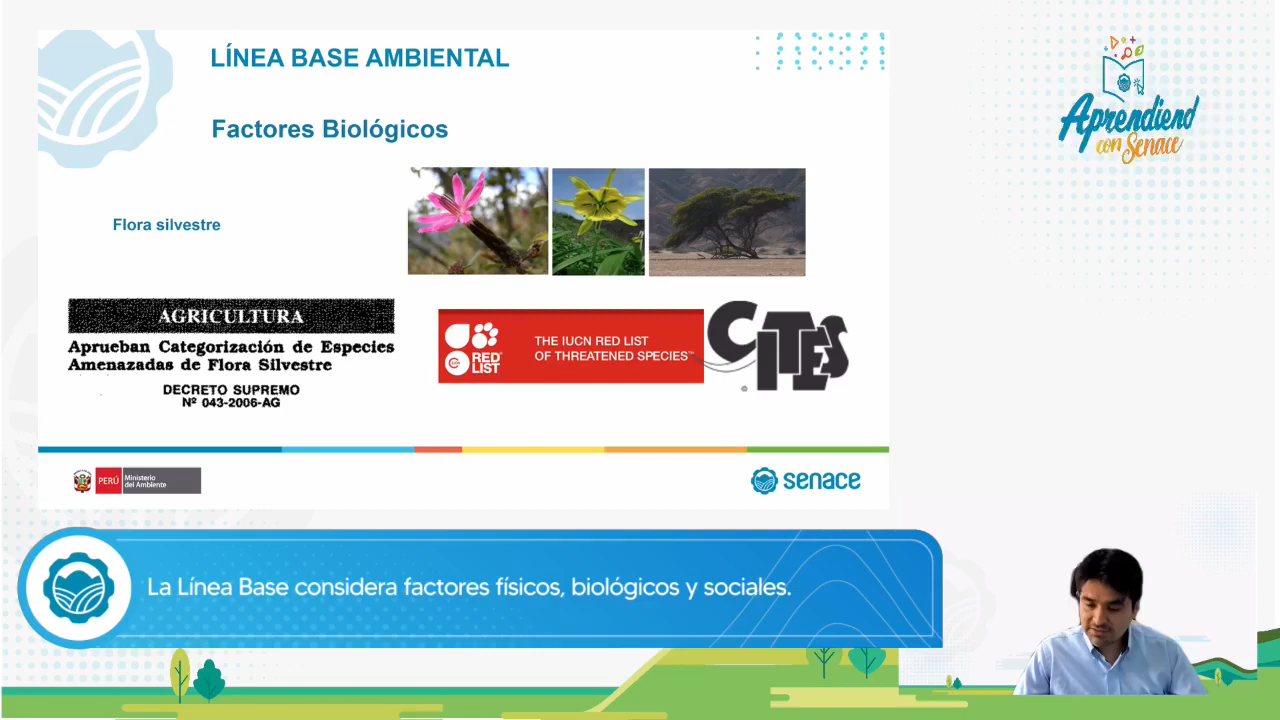 LÍNEA BASE AMBIENTAL
Factores Biológicos
Flora silvestre
AGRICULTURA
Aprueban Categorización de Especies
Amenazadas de Flora Silvestre
DECRETO SUPREMO
Nº 043-2006-AG
RED
LIST
THE IUCN RED LIST
OF THREATENED SPECIES™
CITES
®
PERÚ
Ministerio
del Ambiente
senace
Aprendiend
con Senace
La Línea Base considera factores físicos, biológicos y sociales.